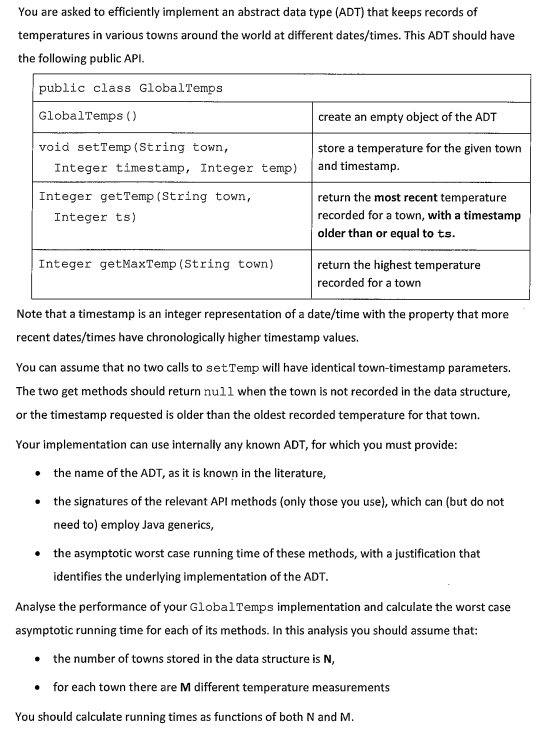 You are asked to efficiently implement an abstract data type (ADT) that keeps records of
temperatures in various towns around the world at different dates/times. This ADT should have
the following public API.
public class GlobalTemps
GlobalTemps()
create an empty object of the ADT
void setTemp(String town,
Integer timestamp, Integer temp)
store a temperature for the given town
and timestamp.
Integer getTemp(String town,
Integer ts)
return the most recent temperature
recorded for a town, with a timestamp
older than or equal to ts.
Integer getMaxTemp(String town)
return the highest temperature
recorded for a town
Note that a timestamp is an integer representation of a date/time with the property that more
recent dates/times have chronologically higher timestamp values.
You can assume that no two calls to setTemp will have identical town-timestamp parameters.
The two get methods should return null when the town is not recorded in the data structure,
or the timestamp requested is older than the oldest recorded temperature for that town.
Your implementation can use internally any known ADT, for which you must provide:
• the name of the ADT, as it is known in the literature,
• the signatures of the relevant API methods (only those you use), which can (but do not
need to) employ Java generics,
• the asymptotic worst case running time of these methods, with a justification that
identifies the underlying implementation of the ADT.
Analyse the performance of your GlobalTemps implementation and calculate the worst case
asymptotic running time for each of its methods. In this analysis you should assume that:
• the number of towns stored in the data structure is N,
• for each town there are M different temperature measurements
You should calculate running times as functions of both N and M.